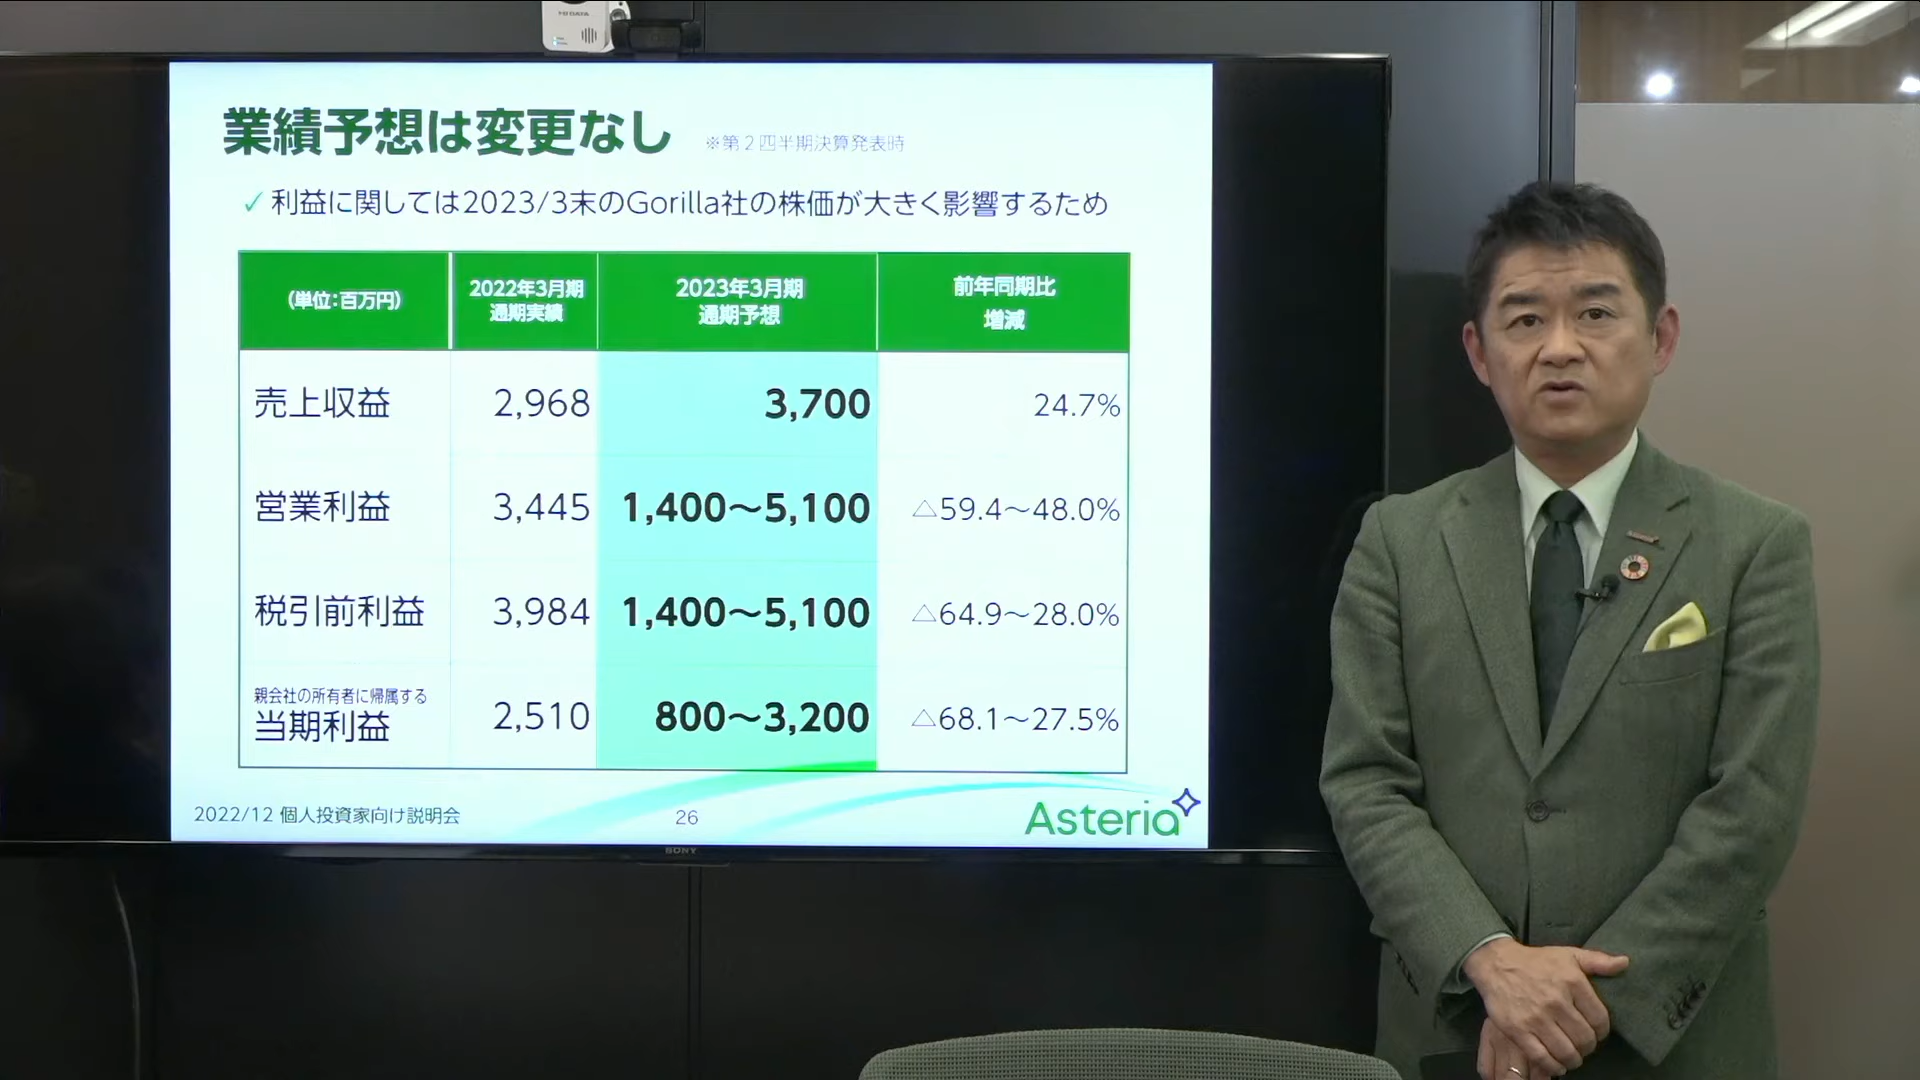 I-O DATA
業績予想は変更なし ※第2四半期決算発表時
✓ 利益に関しては2023/3末のGorilla社の株価が大きく影響するため
(単位:百万円) 2022年3月期 通期実績 2023年3月期 通期予想 前年同期比 増減
売上収益 2,968 3,700 24.7%
営業利益 3,445 1,400〜5,100 △59.4〜48.0%
税引前利益 3,984 1,400〜5,100 △64.9〜28.0%
親会社の所有者に帰属する
当期利益 2,510 800〜3,200 △68.1〜27.5%
2022/12 個人投資家向け説明会 26 Asteria
SONY